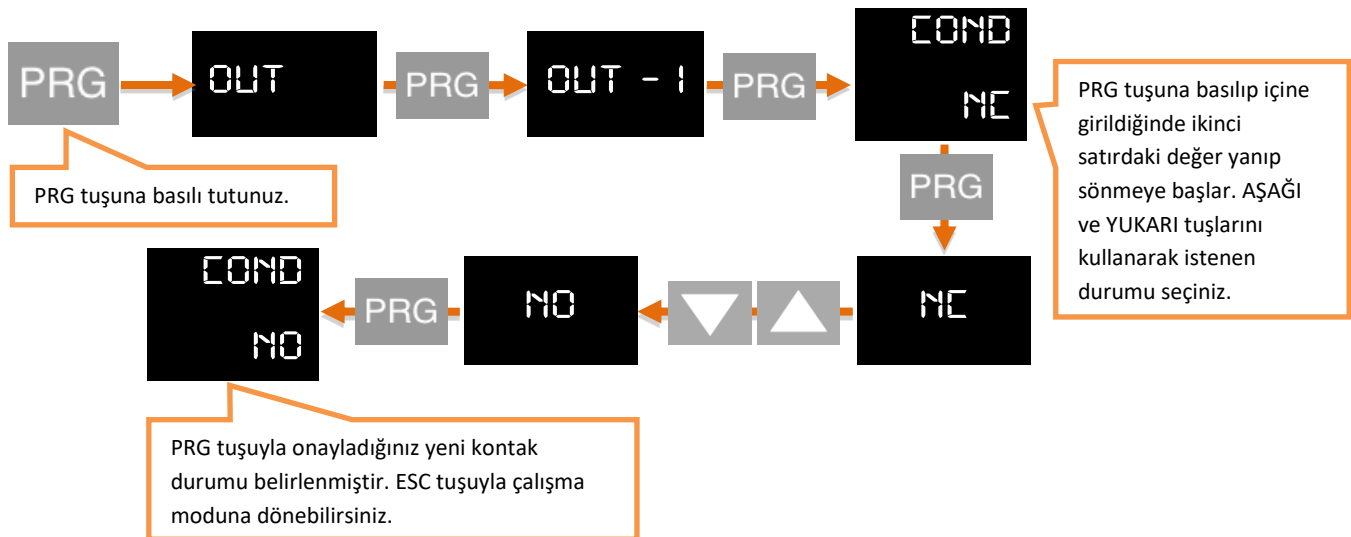 PRG
OUT
PRG
OUT - 1
PRG
COND
NC
PRG tuşuna basılıp içine
girildiğinde ikinci
satırdaki değer yanıp
sönmeye başlar. AŞAĞI
ve YUKARI tuşlarını
kullanarak istenen
durumu seçiniz.
PRG tuşuna basılı tutunuz.
PRG
NC
NO
PRG
COND
NO
PRG tuşuyla onayladığınız yeni kontak
durumu belirlenmiştir. ESC tuşuyla çalışma
moduna dönebilirsiniz.